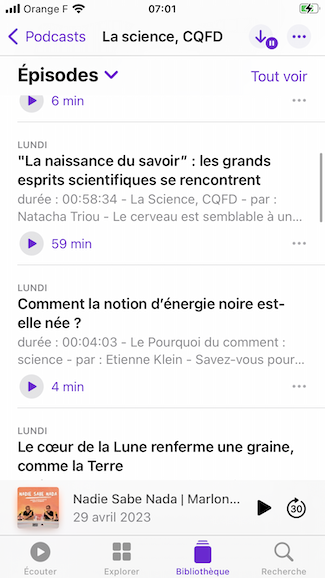 Orange F
07:01
Podcasts
La science, CQFD
Épisodes
Tout voir
6 min
LUNDI
"La naissance du savoir” : les grands
esprits scientifiques se rencontrent
durée : 00:58:34 - La Science, CQFD - par :
Natacha Triou - Le cerveau est semblable à un...
59 min
LUNDI
Comment la notion d’énergie noire est-
elle née ?
durée : 00:04:03 - Le Pourquoi du comment :
science - par : Etienne Klein - Savez-vous pour...
4 min
LUNDI
Le cœur de la Lune renferme une graine,
comme la Terre
NADIE SABE NADA
Nadie Sabe Nada | Marlon...
29 avril 2023
30
Écouter
Explorer
Bibliothèque
Recherche